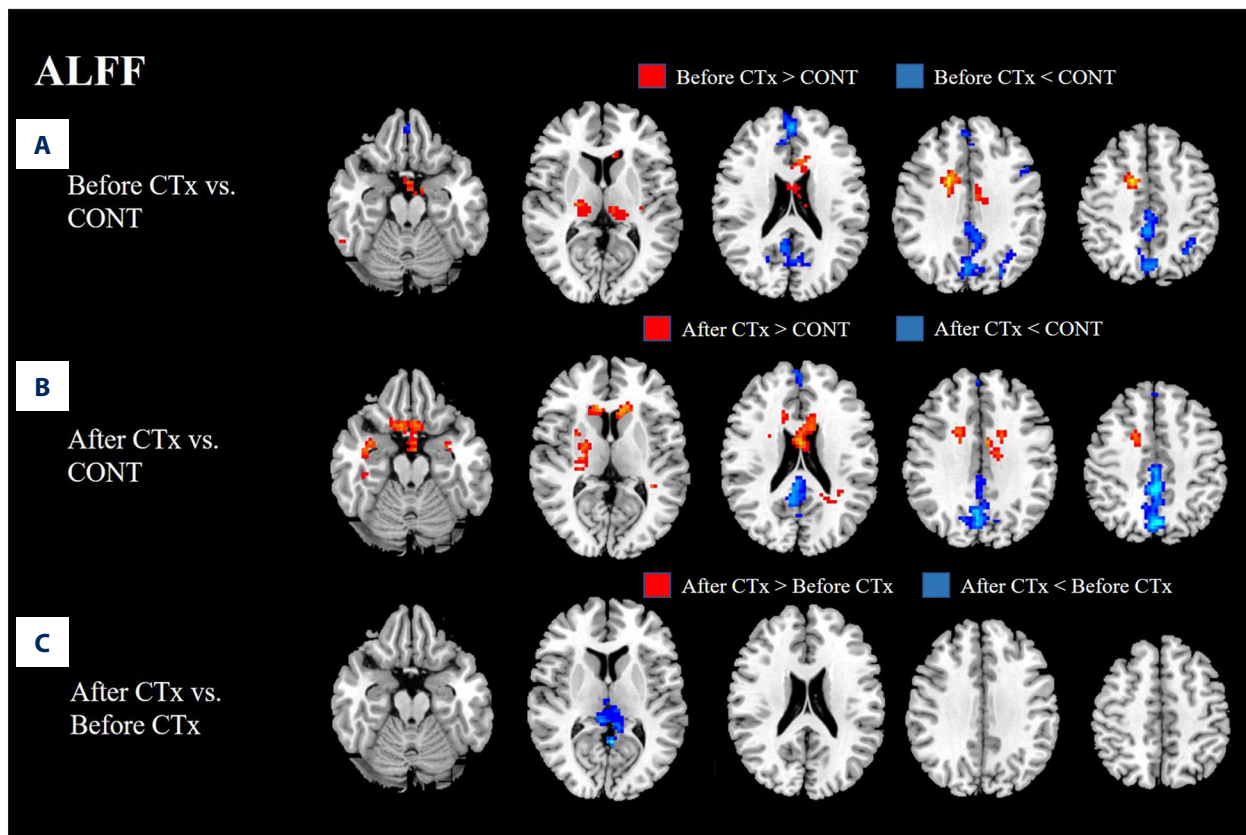 ALFF
Before CTx > CONT
Before CTx < CONT
A
Before CTx vs.
CONT
After CTx > CONT
After CTx < CONT
B
After CTx vs.
CONT
After CTx > Before CTx
After CTx < Before CTx
C
After CTx vs.
Before CTx